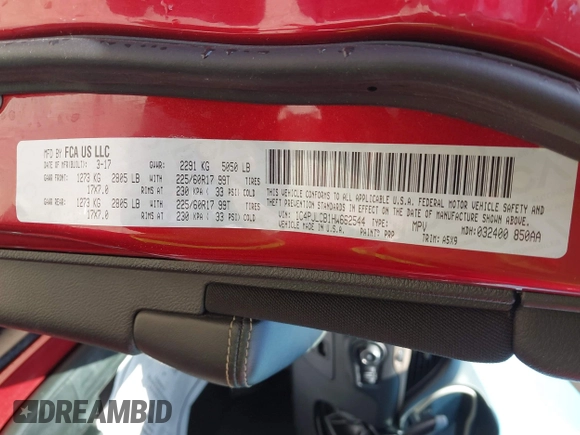 MFD BY FCA US LLC
DATE OF MFR(BUILT): 3-17 GVWR: 2291 KG 5050 LB
GAWR FRONT: 1273 KG 2805 LB WITH 225/60R17 99T TIRES
17X7.0 RIMS AT 230 KPA ( 33 PSI) COLD
GAWR REAR: 1273 KG 2805 LB WITH 225/60R17 99T TIRES
17X7.0 RIMS AT 230 KPA ( 33 PSI) COLD
THIS VEHICLE CONFORMS TO ALL APPLICABLE U.S.A. FEDERAL MOTOR VEHICLE SAFETY AND
THEFT PREVENTION STANDARDS IN EFFECT ON THE DATE OF MANUFACTURE SHOWN ABOVE.
VIN: TYPE: MPV MDH: 032400 850AA
VEHICLE MADE IN U.S.A. PAINT: PRP TRIM: A5X9
DREAMBID